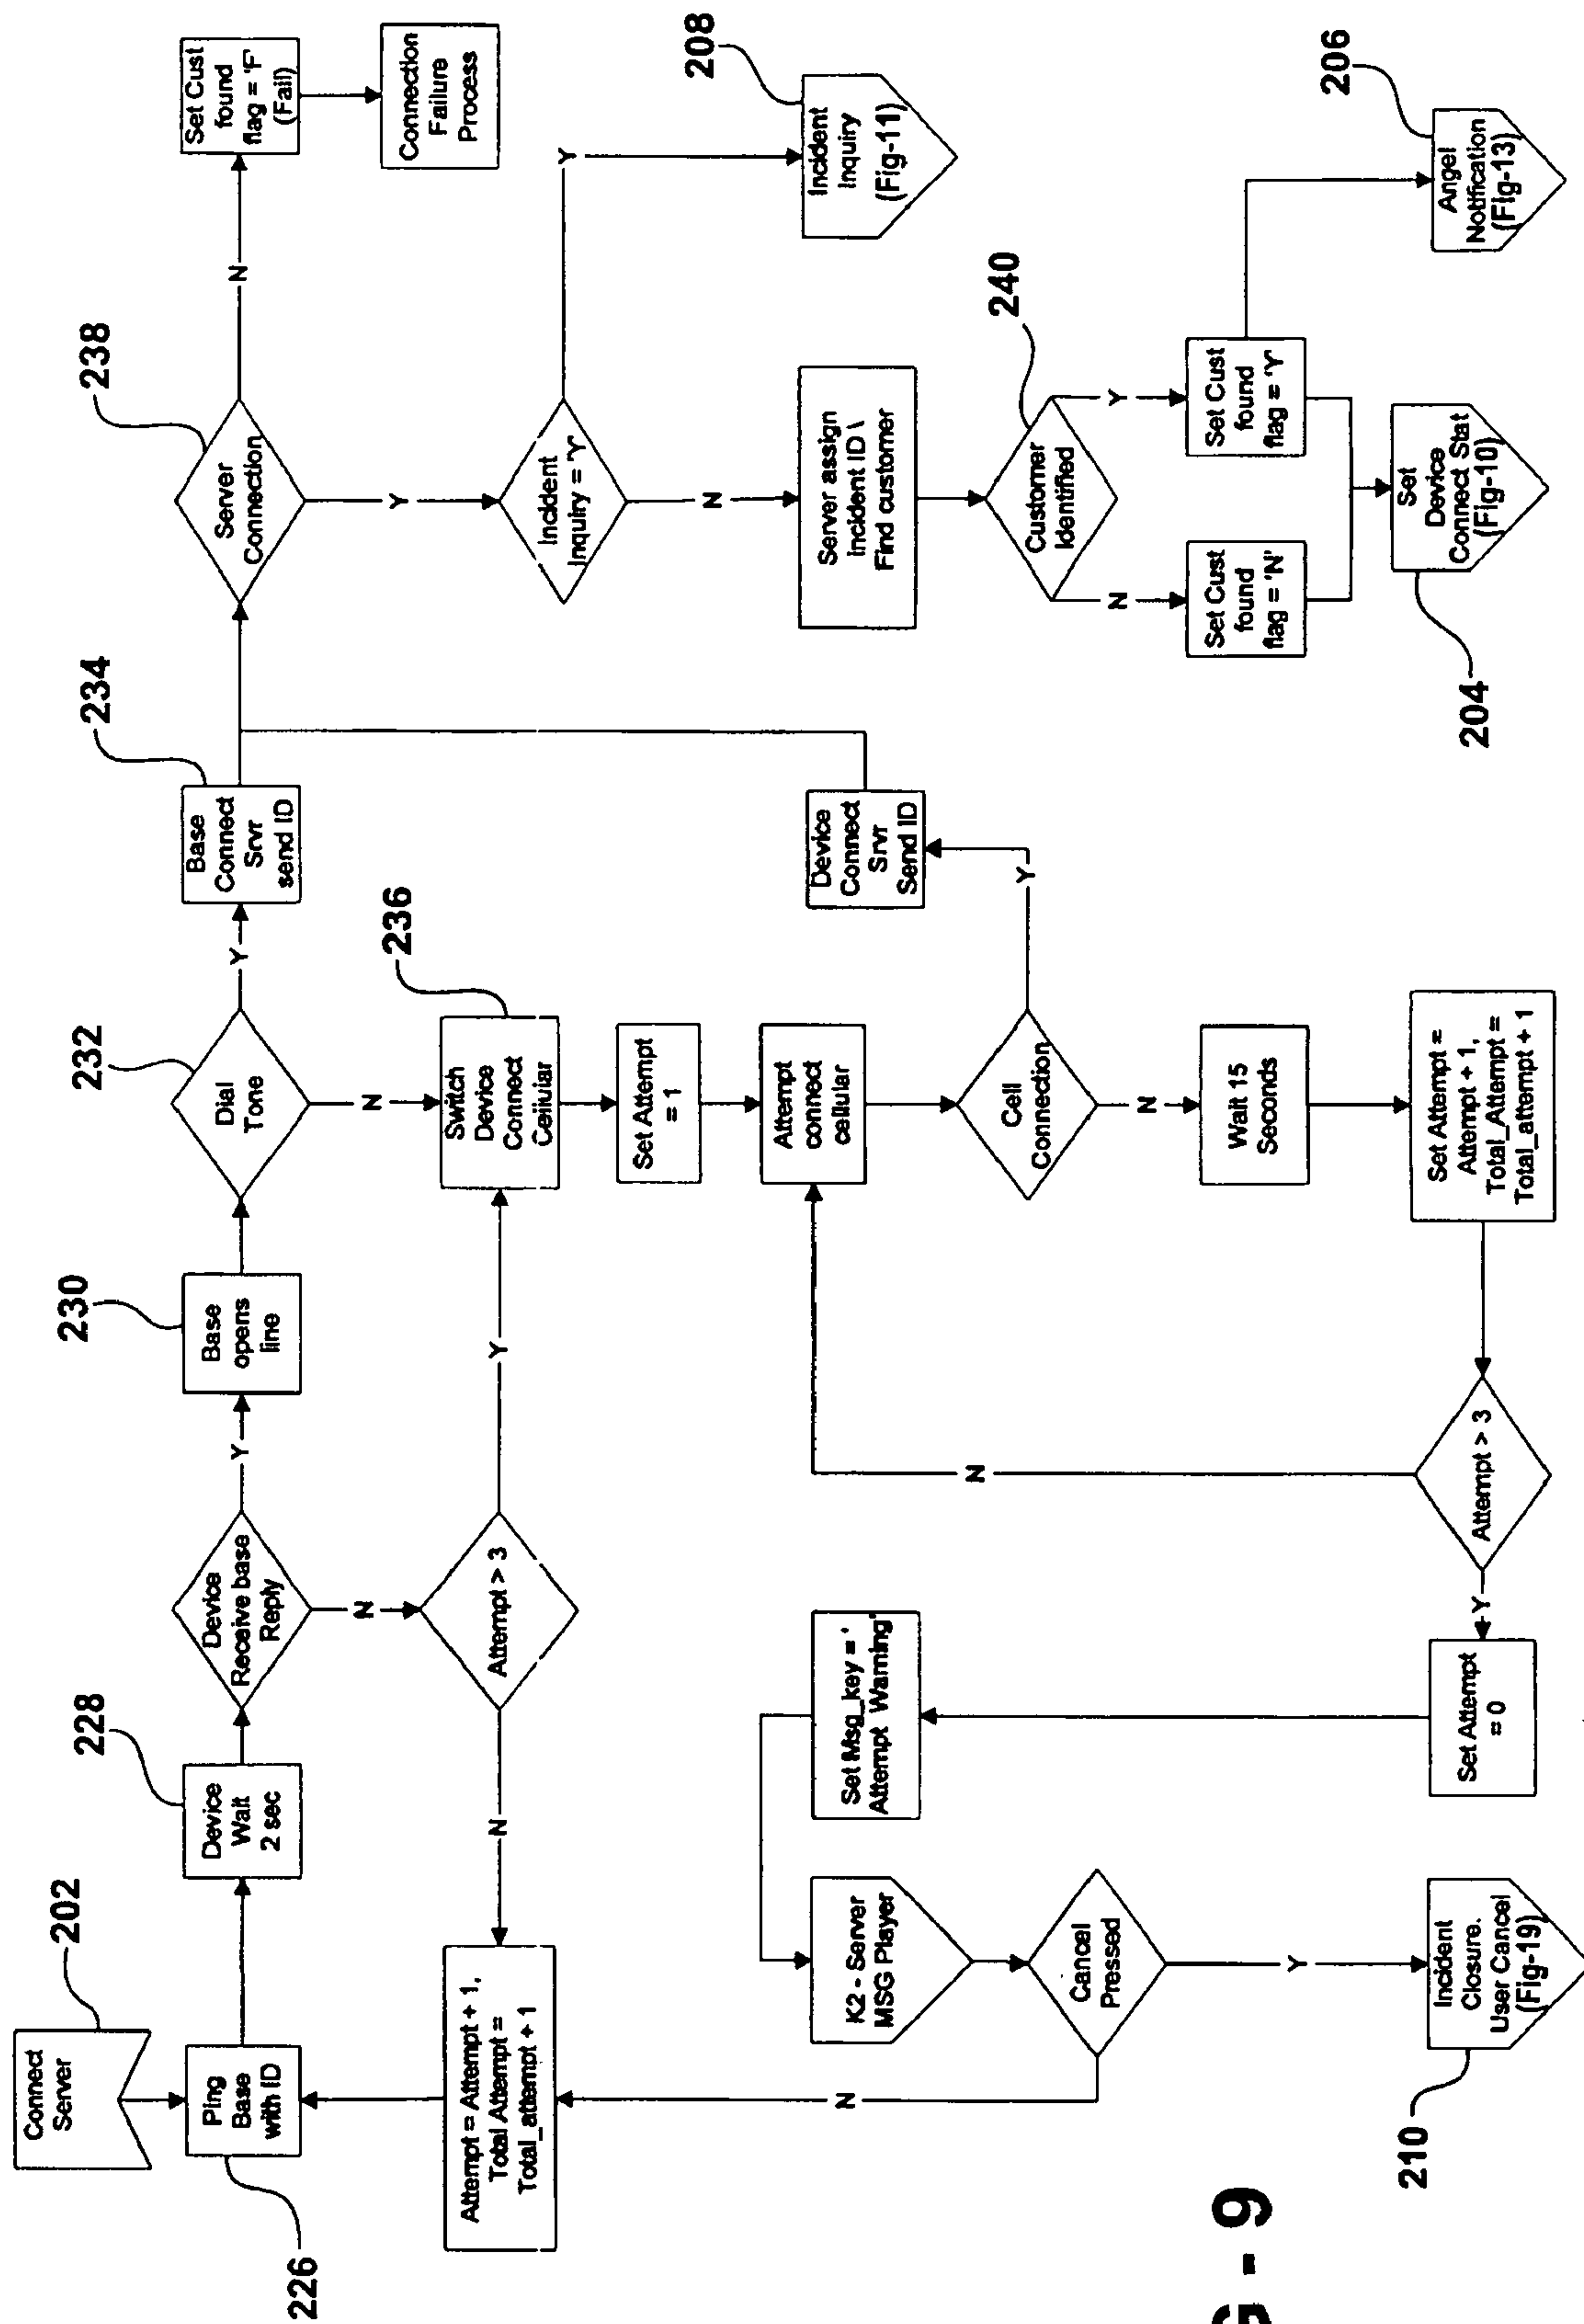 Connect
Server
202
Ping
Base
with ID
226
Device
Wait
2 sec
228
Device
Receive base
Reply
Y
Base
opens
line
230
Dial
Tone
232
Y
Base
Connect
Srvr
send ID
234
Server
Connection
238
N
Set Cust
found
flag = 'F'
(Fail)
Connection
Failure
Process
N
Attempt > 3
Y
N
Attempt = Attempt + 1,
Total Attempt =
Total_attempt + 1
N
Switch
Device
Connect
Cellular
236
Set Attempt
= 1
Attempt
connect
cellular
Cell
Connection
Y
Device
Connect
Srvr
Send ID
N
Wait 15
Seconds
Set Attempt =
Attempt + 1,
Total_Attempt =
Total_attempt + 1
Attempt > 3
N
Y
Set Attempt
= 0
Set Msg_key = '
Attempt Warning'
K2 - Server
MSG Player
Cancel
Pressed
N
Y
Incident
Closure.
User Cancel
(Fig-19)
210
Y
Incident
Inquiry = 'Y'
Y
Incident
Inquiry
(Fig-11)
208
N
Server assign
Incident ID \
Find customer
Customer
Identified
240
N
Y
Set Cust
found
flag = 'N'
Set Cust
found
flag = 'Y'
Set
Device
Connect Stat
(Fig-10)
204
Angel
Notification
(Fig-13)
206
G - 9